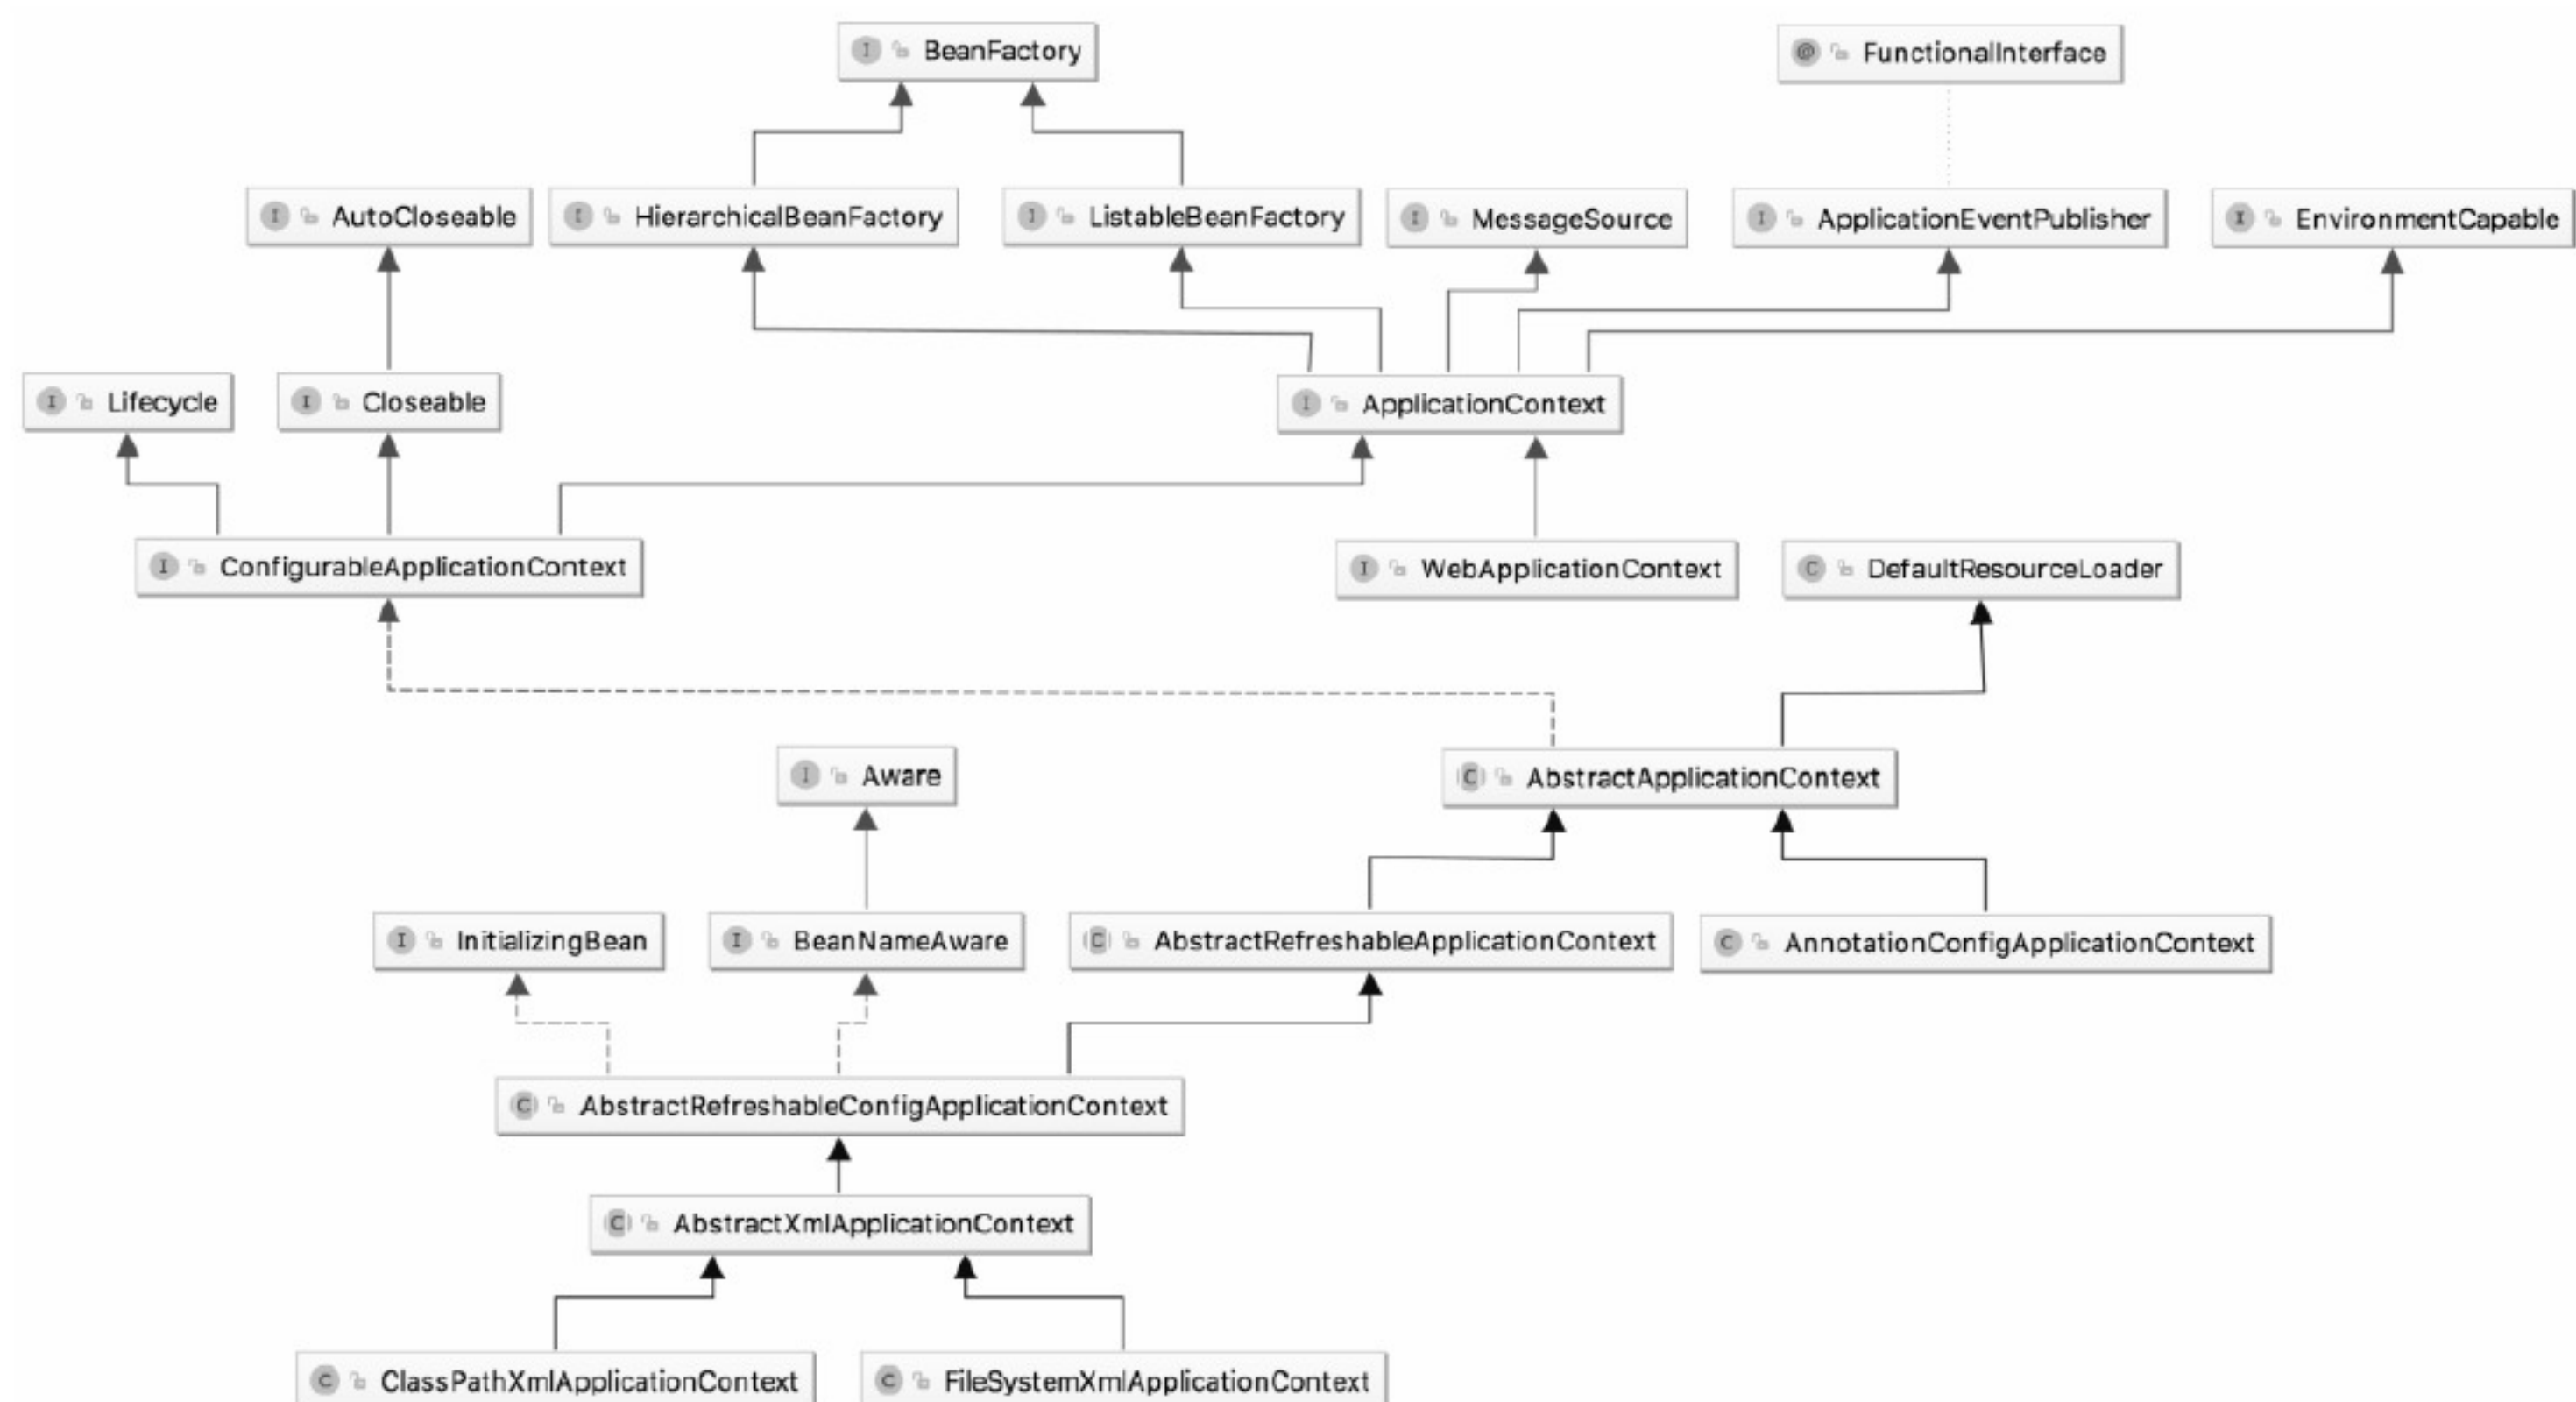 BeanFactory
FunctionalInterface
AutoCloseable
HierarchicalBeanFactory
ListableBeanFactory
MessageSource
ApplicationEventPublisher
EnvironmentCapable
Lifecycle
Closeable
ApplicationContext
ConfigurableApplicationContext
WebApplicationContext
DefaultResourceLoader
Aware
AbstractApplicationContext
InitializingBean
BeanNameAware
AbstractRefreshableApplicationContext
AnnotationConfigApplicationContext
AbstractRefreshableConfigApplicationContext
AbstractXmlApplicationContext
ClassPathXmlApplicationContext
FileSystemXmlApplicationContext